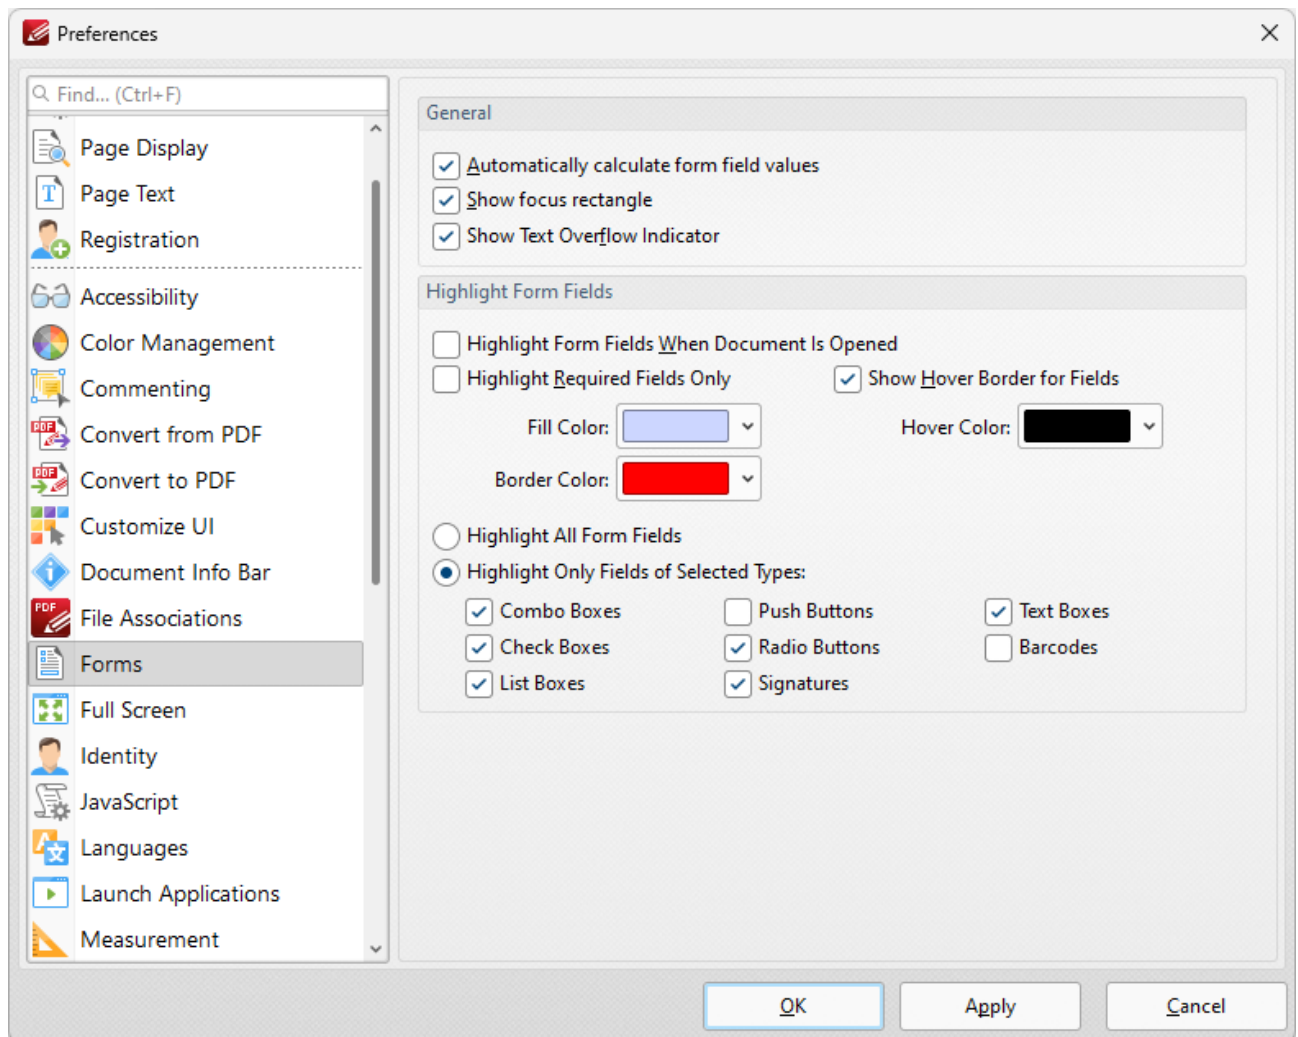 Preferences
Find... (Ctrl+F)
Page Display
Page Text
Registration
Accessibility
Color Management
Commenting
Convert from PDF
Convert to PDF
Customize UI
Document Info Bar
File Associations
Forms
Full Screen
Identity
JavaScript
Languages
Launch Applications
Measurement
General
Automatically calculate form field values
Show focus rectangle
Show Text Overflow Indicator
Highlight Form Fields
Highlight Form Fields When Document Is Opened
Highlight Required Fields Only
Show Hover Border for Fields
Fill Color:
Hover Color:
Border Color:
Highlight All Form Fields
Highlight Only Fields of Selected Types:
Combo Boxes
Push Buttons
Text Boxes
Check Boxes
Radio Buttons
Barcodes
List Boxes
Signatures
OK
Apply
Cancel